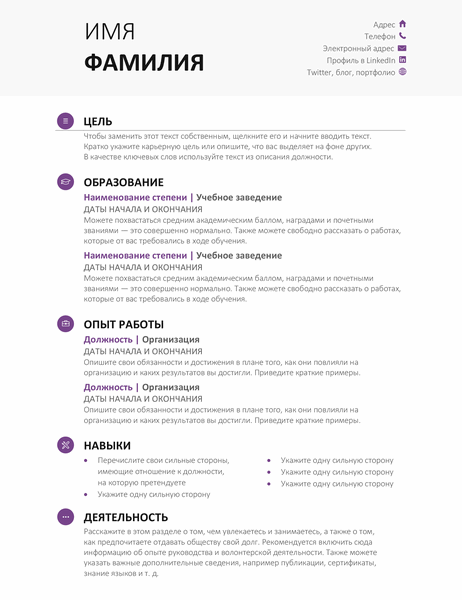 ИМЯ
ФАМИЛИЯ
Адрес
Телефон
Электронный адрес
Профиль в LinkedIn
Twitter, блог, портфолио
ЦЕЛЬ
Чтобы заменить этот текст собственным, щелкните его и начните вводить текст.
Кратко укажите карьерную цель или опишите, что вас выделяет на фоне других.
В качестве ключевых слов используйте текст из описания должности.
ОБРАЗОВАНИЕ
Наименование степени | Учебное заведение
ДАТЫ НАЧАЛА И ОКОНЧАНИЯ
Можете похвастаться средним академическим баллом, наградами и почетными
званиями — это совершенно нормально. Также можете свободно рассказать о работах,
которые от вас требовались в ходе обучения.
Наименование степени | Учебное заведение
ДАТЫ НАЧАЛА И ОКОНЧАНИЯ
Можете похвастаться средним академическим баллом, наградами и почетными
званиями — это совершенно нормально. Также можете свободно рассказать о работах,
которые от вас требовались в ходе обучения.
ОПЫТ РАБОТЫ
Должность | Организация
ДАТЫ НАЧАЛА И ОКОНЧАНИЯ
Опишите свои обязанности и достижения в плане того, как они повлияли на
организацию и каких результатов вы достигли. Приведите краткие примеры.
Должность | Организация
ДАТЫ НАЧАЛА И ОКОНЧАНИЯ
Опишите свои обязанности и достижения в плане того, как они повлияли на
организацию и каких результатов вы достигли. Приведите краткие примеры.
НАВЫКИ
• Перечислите свои сильные стороны,
имеющие отношение к должности,
на которую претендуете
• Укажите одну сильную сторону
• Укажите одну сильную сторону
• Укажите одну сильную сторону
• Укажите одну сильную сторону
ДЕЯТЕЛЬНОСТЬ
Расскажите в этом разделе о том, чем увлекаетесь и занимаетесь, а также о том,
как предпочитаете отдавать обществу свой долг. Рекомендуется включить сюда
информацию об опыте руководства и волонтерской деятельности. Также можете
указать важные дополнительные сведения, например публикации, сертификаты,
знание языков и т. д.